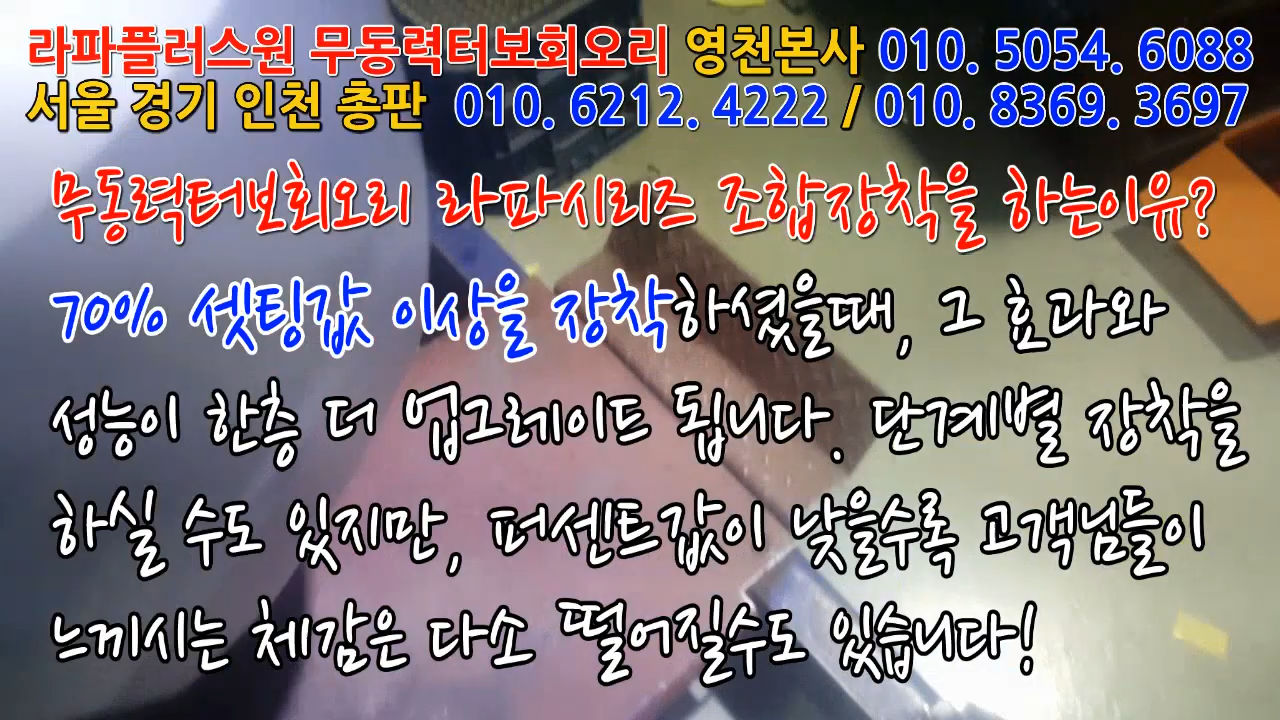 라파플러스원 무동력터보회오리 영천본사 010. 5054. 6088
서울 경기 인천 총판 010. 6212. 4222 / 010. 8369. 3697
무동력터보회오리 라파시리즈 조합장착을 하는이유?
70% 셋팅값 이상을 장착하셨을때, 그 효과와
성능이 한층 더 업그레이드 됩니다. 단계별 장착을
하실 수도 있지만, 퍼센트값이 낮을수록 고객님들이
느끼시는 체감은 다소 떨어질수도 있습니다!